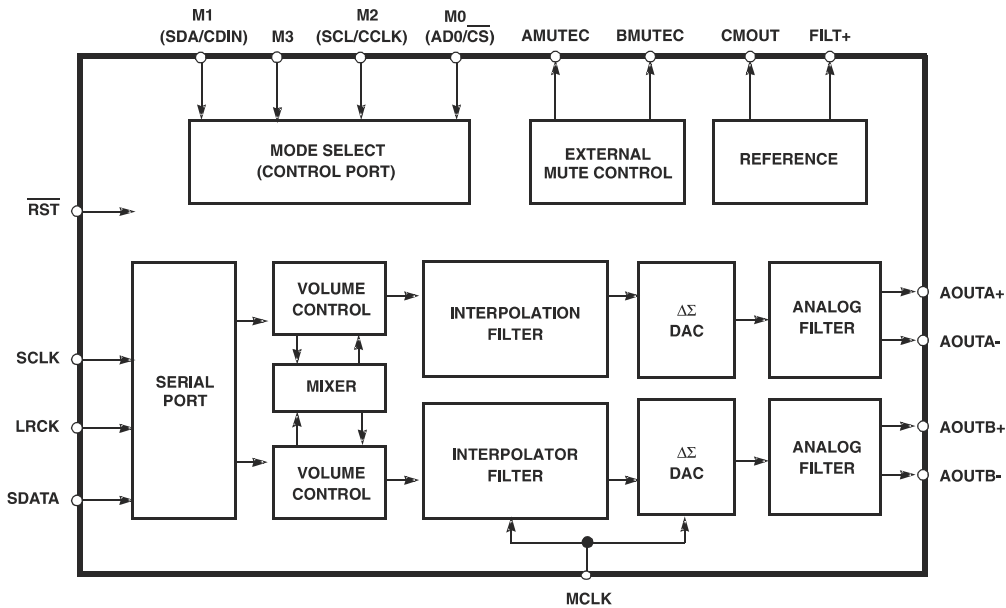 M1
(SDA/CDIN)
M3
M2
(SCL/CCLK)
M0
(AD0/CS)
AMUTEC
BMUTEC
CMOUT
FILT+
MODE SELECT
(CONTROL PORT)
EXTERNAL
MUTE CONTROL
REFERENCE
RST
SCLK
LRCK
SDATA
SERIAL
PORT
VOLUME
CONTROL
MIXER
VOLUME
CONTROL
INTERPOLATION
FILTER
INTERPOLATOR
FILTER
ΔΣ
DAC
ΔΣ
DAC
ANALOG
FILTER
ANALOG
FILTER
AOUTA+
AOUTA-
AOUTB+
AOUTB-
MCLK